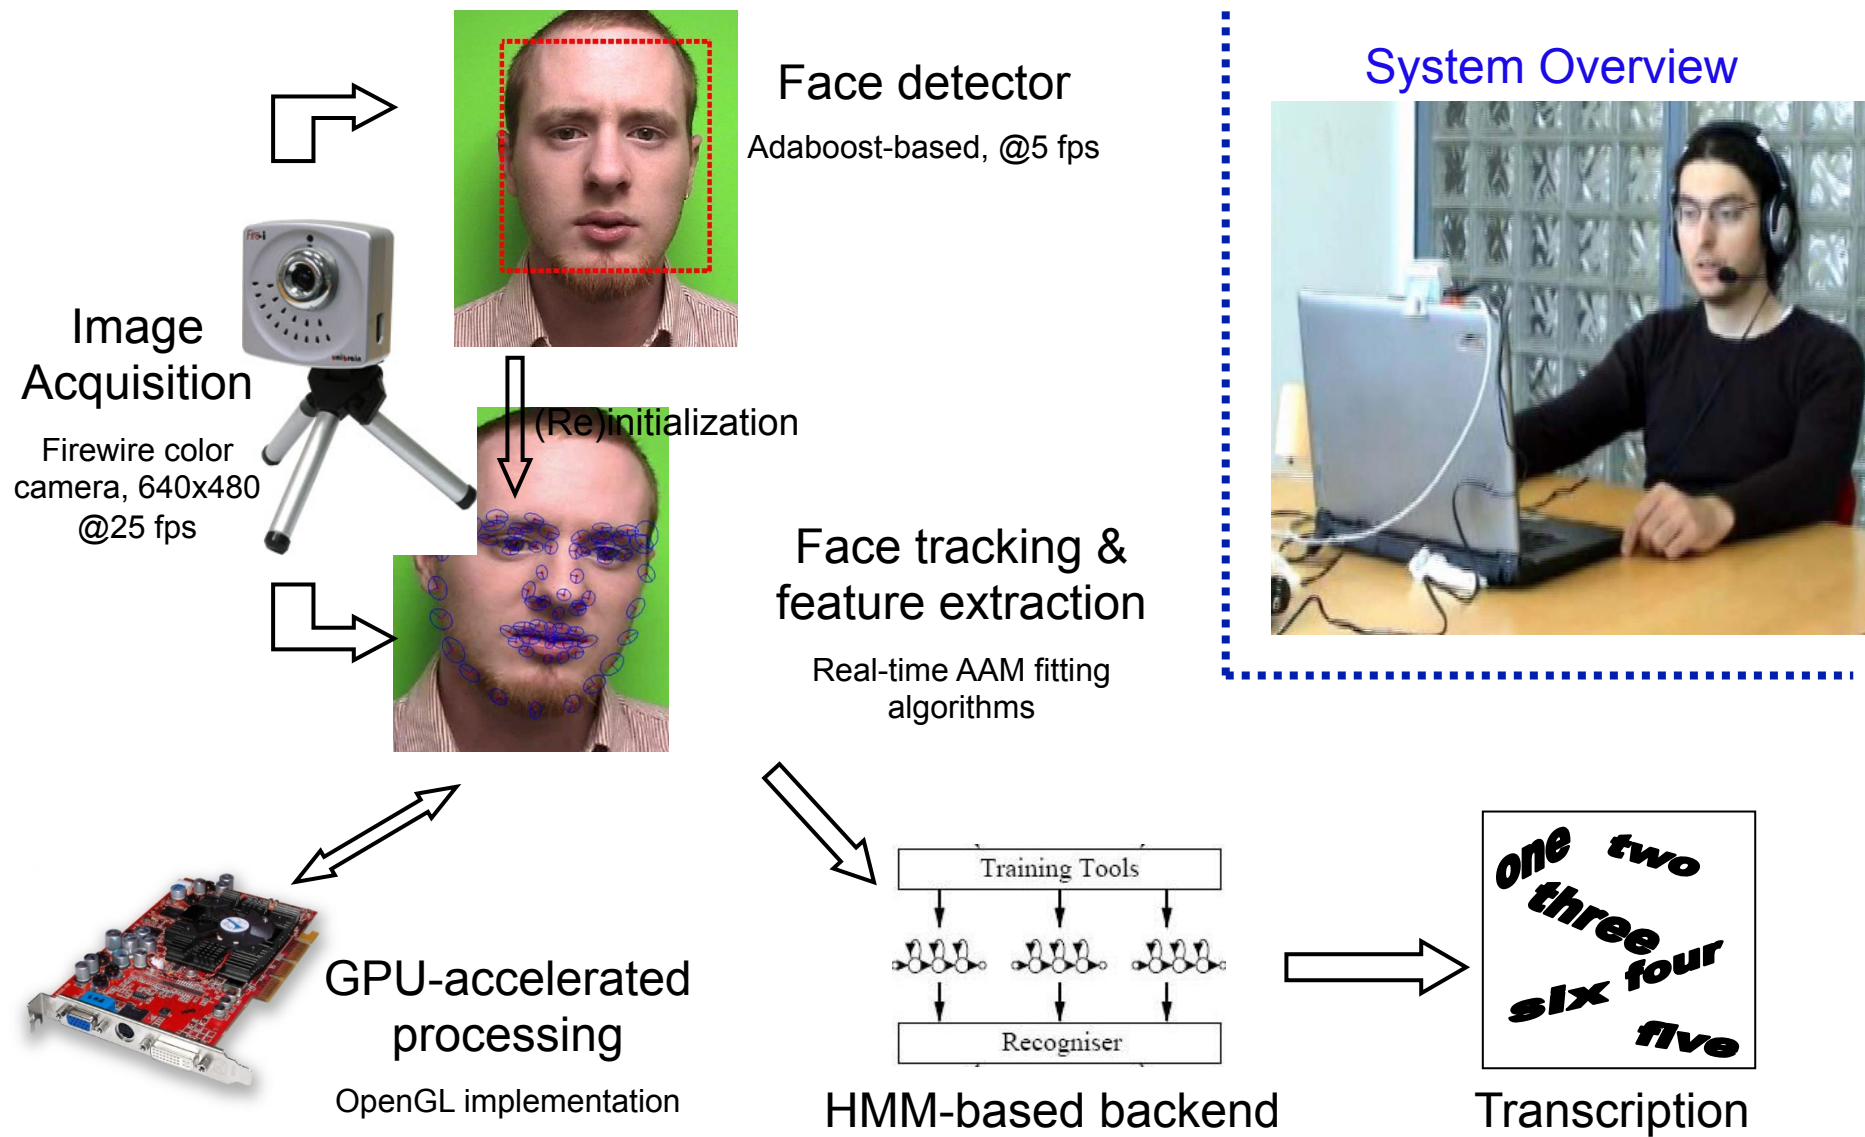 System Overview
Face detector
Adaboost-based, @5 fps
Fire-i
unibrain
Image
Acquisition
Firewire color
camera, 640x480
@25 fps
(Re)initialization
Face tracking &
feature extraction
Real-time AAM fitting
algorithms
GPU-accelerated
processing
OpenGL implementation
Training Tools
Recogniser
HMM-based backend
one two
three
four
six
five
Transcription